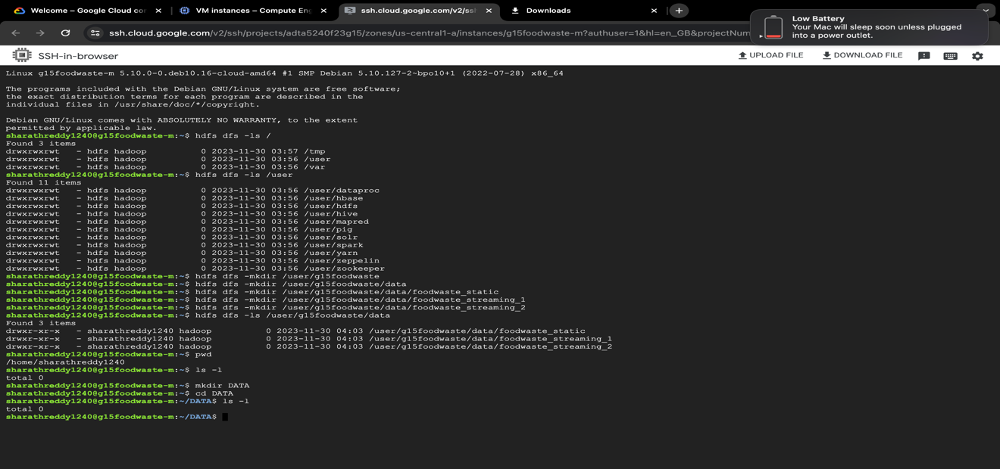 Welcome – Google Cloud co
VM instances – Compute En
ssh.cloud.google.com/v2/ss
Downloads
ssh.cloud.google.com/v2/ssh/projects/adta5240f23g15/zones/us-central1-a/instances/g15foodwaste-m?authuser=1&hl=en_GB&projectNum
Low Battery
Your Mac will sleep soon unless plugged
into a power outlet.
SSH-in-browser
UPLOAD FILE
DOWNLOAD FILE
Linux g15foodwaste-m 5.10.0-0.deb10.16-cloud-amd64 #1 SMP Debian 5.10.127-2~bpo10+1 (2022-07-28) x86_64
The programs included with the Debian GNU/Linux system are free software;
the exact distribution terms for each program are described in the
individual files in /usr/share/doc/*/copyright.
Debian GNU/Linux comes with ABSOLUTELY NO WARRANTY, to the extent
permitted by applicable law.
sharathreddy1240@g15foodwaste-m:~$ hdfs dfs -ls /
Found 3 items
drwxrwxrwt   - hdfs hadoop          0 2023-11-30 03:57 /tmp
drwxrwxrwt   - hdfs hadoop          0 2023-11-30 03:56 /user
drwxrwxrwt   - hdfs hadoop          0 2023-11-30 03:56 /var
sharathreddy1240@g15foodwaste-m:~$ hdfs dfs -ls /user
Found 11 items
drwxrwxrwt   - hdfs hadoop          0 2023-11-30 03:56 /user/dataproc
drwxrwxrwt   - hdfs hadoop          0 2023-11-30 03:56 /user/hbase
drwxrwxrwt   - hdfs hadoop          0 2023-11-30 03:56 /user/hdfs
drwxrwxrwt   - hdfs hadoop          0 2023-11-30 03:56 /user/hive
drwxrwxrwt   - hdfs hadoop          0 2023-11-30 03:56 /user/mapred
drwxrwxrwt   - hdfs hadoop          0 2023-11-30 03:56 /user/pig
drwxrwxrwt   - hdfs hadoop          0 2023-11-30 03:56 /user/solr
drwxrwxrwt   - hdfs hadoop          0 2023-11-30 03:56 /user/spark
drwxrwxrwt   - hdfs hadoop          0 2023-11-30 03:56 /user/yarn
drwxrwxrwt   - hdfs hadoop          0 2023-11-30 03:56 /user/zeppelin
drwxrwxrwt   - hdfs hadoop          0 2023-11-30 03:56 /user/zookeeper
sharathreddy1240@g15foodwaste-m:~$ hdfs dfs -mkdir /user/g15foodwaste
sharathreddy1240@g15foodwaste-m:~$ hdfs dfs -mkdir /user/g15foodwaste/data
sharathreddy1240@g15foodwaste-m:~$ hdfs dfs -mkdir /user/g15foodwaste/data/foodwaste_static
sharathreddy1240@g15foodwaste-m:~$ hdfs dfs -mkdir /user/g15foodwaste/data/foodwaste_streaming_1
sharathreddy1240@g15foodwaste-m:~$ hdfs dfs -mkdir /user/g15foodwaste/data/foodwaste_streaming_2
sharathreddy1240@g15foodwaste-m:~$ hdfs dfs -ls /user/g15foodwaste/data
Found 3 items
drwxr-xr-x   - sharathreddy1240 hadoop          0 2023-11-30 04:03 /user/g15foodwaste/data/foodwaste_static
drwxr-xr-x   - sharathreddy1240 hadoop          0 2023-11-30 04:03 /user/g15foodwaste/data/foodwaste_streaming_1
drwxr-xr-x   - sharathreddy1240 hadoop          0 2023-11-30 04:03 /user/g15foodwaste/data/foodwaste_streaming_2
sharathreddy1240@g15foodwaste-m:~$ pwd
/home/sharathreddy1240
sharathreddy1240@g15foodwaste-m:~$ ls -l
total 0
sharathreddy1240@g15foodwaste-m:~$ mkdir DATA
sharathreddy1240@g15foodwaste-m:~$ cd DATA
sharathreddy1240@g15foodwaste-m:~/DATA$ ls -l
total 0
sharathreddy1240@g15foodwaste-m:~/DATA$